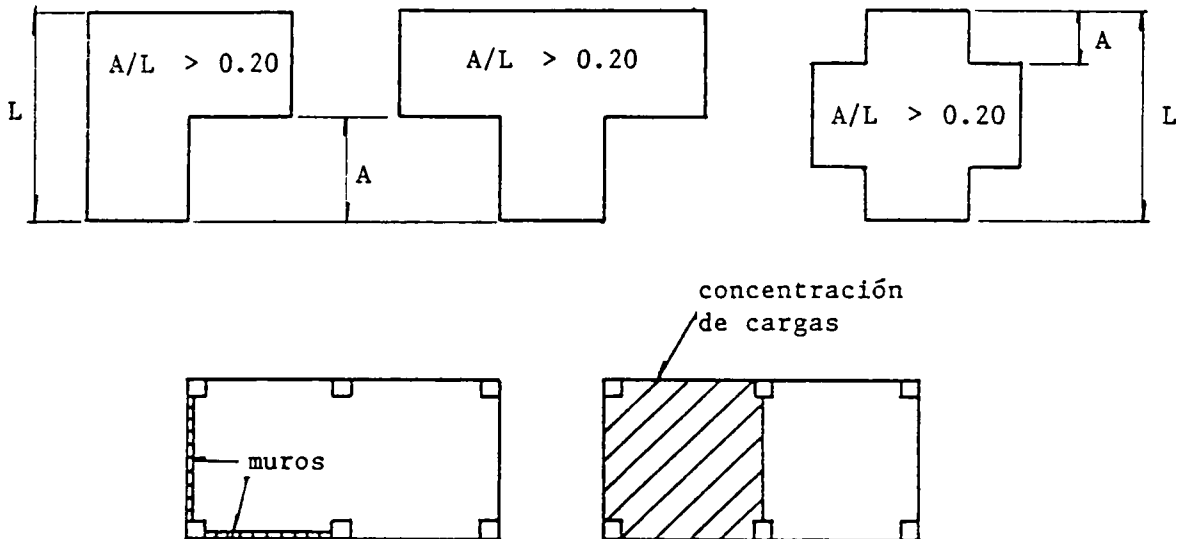 A/L > 0.20
A/L > 0.20
A
L
A
A/L > 0.20
L
concentración
de cargas
muros